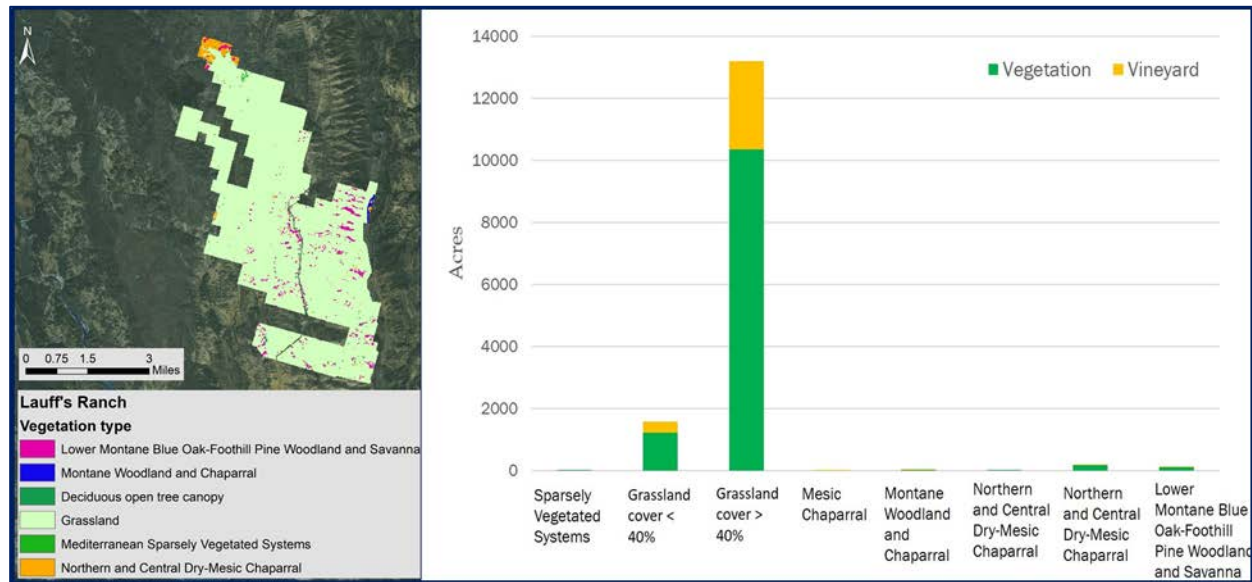 N
0 0.75 1.5 3
Miles
Lauff's Ranch
Vegetation type
Lower Montane Blue Oak-Foothill Pine Woodland and Savanna
Montane Woodland and Chaparral
Deciduous open tree canopy
Grassland
Mediterranean Sparsely Vegetated Systems
Northern and Central Dry-Mesic Chaparral
Vegetation Vineyard
Acres
14000
12000
10000
8000
6000
4000
2000
0
Sparsely
Vegetated
Systems
Grassland
cover <
40%
Grassland
cover >
40%
Mesic
Chaparral
Montane
Woodland
and
Chaparral
Northern
and Central
Dry-Mesic
Chaparral
Northern
and Central
Dry-Mesic
Chaparral
Lower
Montane Blue
Oak-Foothill
Pine Woodland
and Savanna